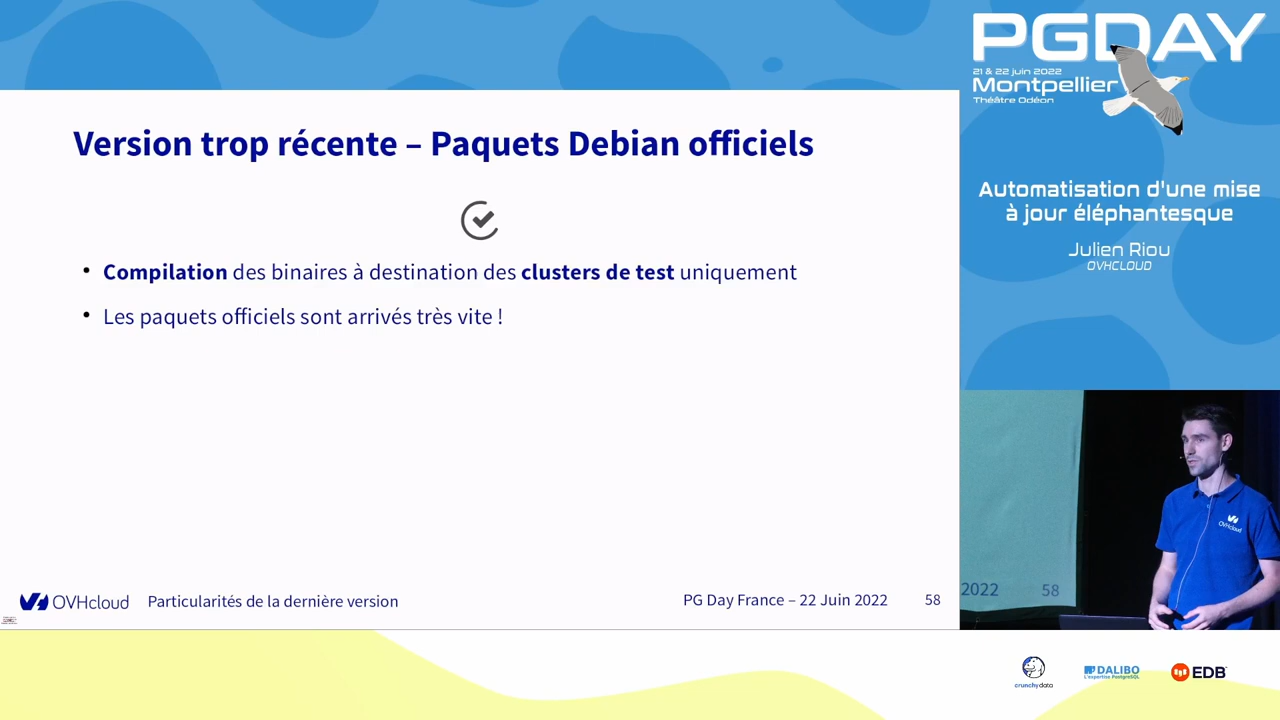 Version trop récente – Paquets Debian officiels
• Compilation des binaires à destination des clusters de test uniquement
• Les paquets officiels sont arrivés très vite !
OVHcloud
Particularités de la dernière version
PG Day France – 22 Juin 2022
58
PGDAY
21 & 22 juin 2022
Montpellier
Théâtre Odéon
Automatisation d'une mise
à jour éléphantesque
Julien Riou
OVHCLOUD
OVHcloud
2022 58
crunchydata
DALIBO
L'expertise PostgreSQL
EDB